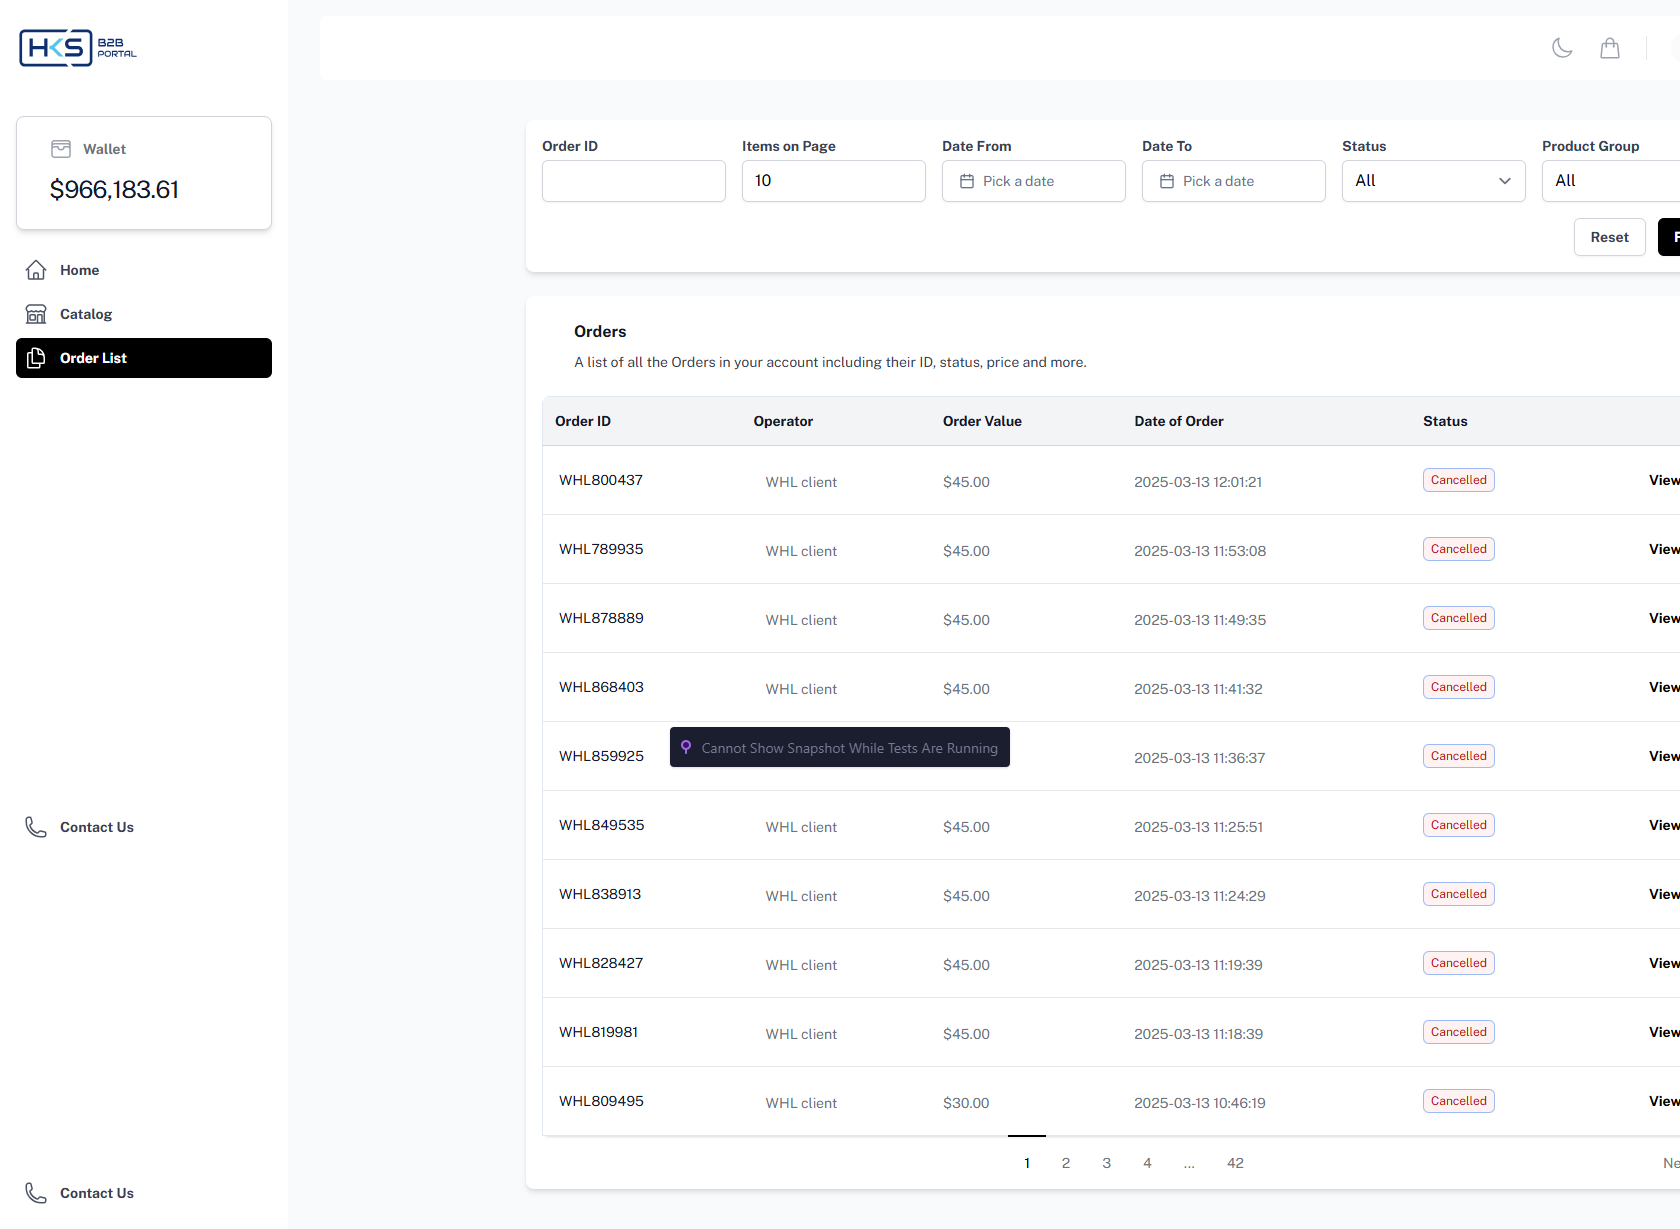 HKS B2B PORTAL
Wallet
$966,183.61
Home
Catalog
Order List
Contact Us
Contact Us
Order ID Items on Page Date From Date To Status Product Group
10 Pick a date Pick a date All All
Reset F
Orders
A list of all the Orders in your account including their ID, status, price and more.
Order ID Operator Order Value Date of Order Status
WHL800437 WHL client $45.00 2025-03-13 12:01:21 Cancelled View
WHL789935 WHL client $45.00 2025-03-13 11:53:08 Cancelled View
WHL878889 WHL client $45.00 2025-03-13 11:49:35 Cancelled View
WHL868403 WHL client $45.00 2025-03-13 11:41:32 Cancelled View
WHL859925 2025-03-13 11:36:37 Cancelled View
Cannot Show Snapshot While Tests Are Running
WHL849535 WHL client $45.00 2025-03-13 11:25:51 Cancelled View
WHL838913 WHL client $45.00 2025-03-13 11:24:29 Cancelled View
WHL828427 WHL client $45.00 2025-03-13 11:19:39 Cancelled View
WHL819981 WHL client $45.00 2025-03-13 11:18:39 Cancelled View
WHL809495 WHL client $30.00 2025-03-13 10:46:19 Cancelled View
1 2 3 4 ... 42 Ne